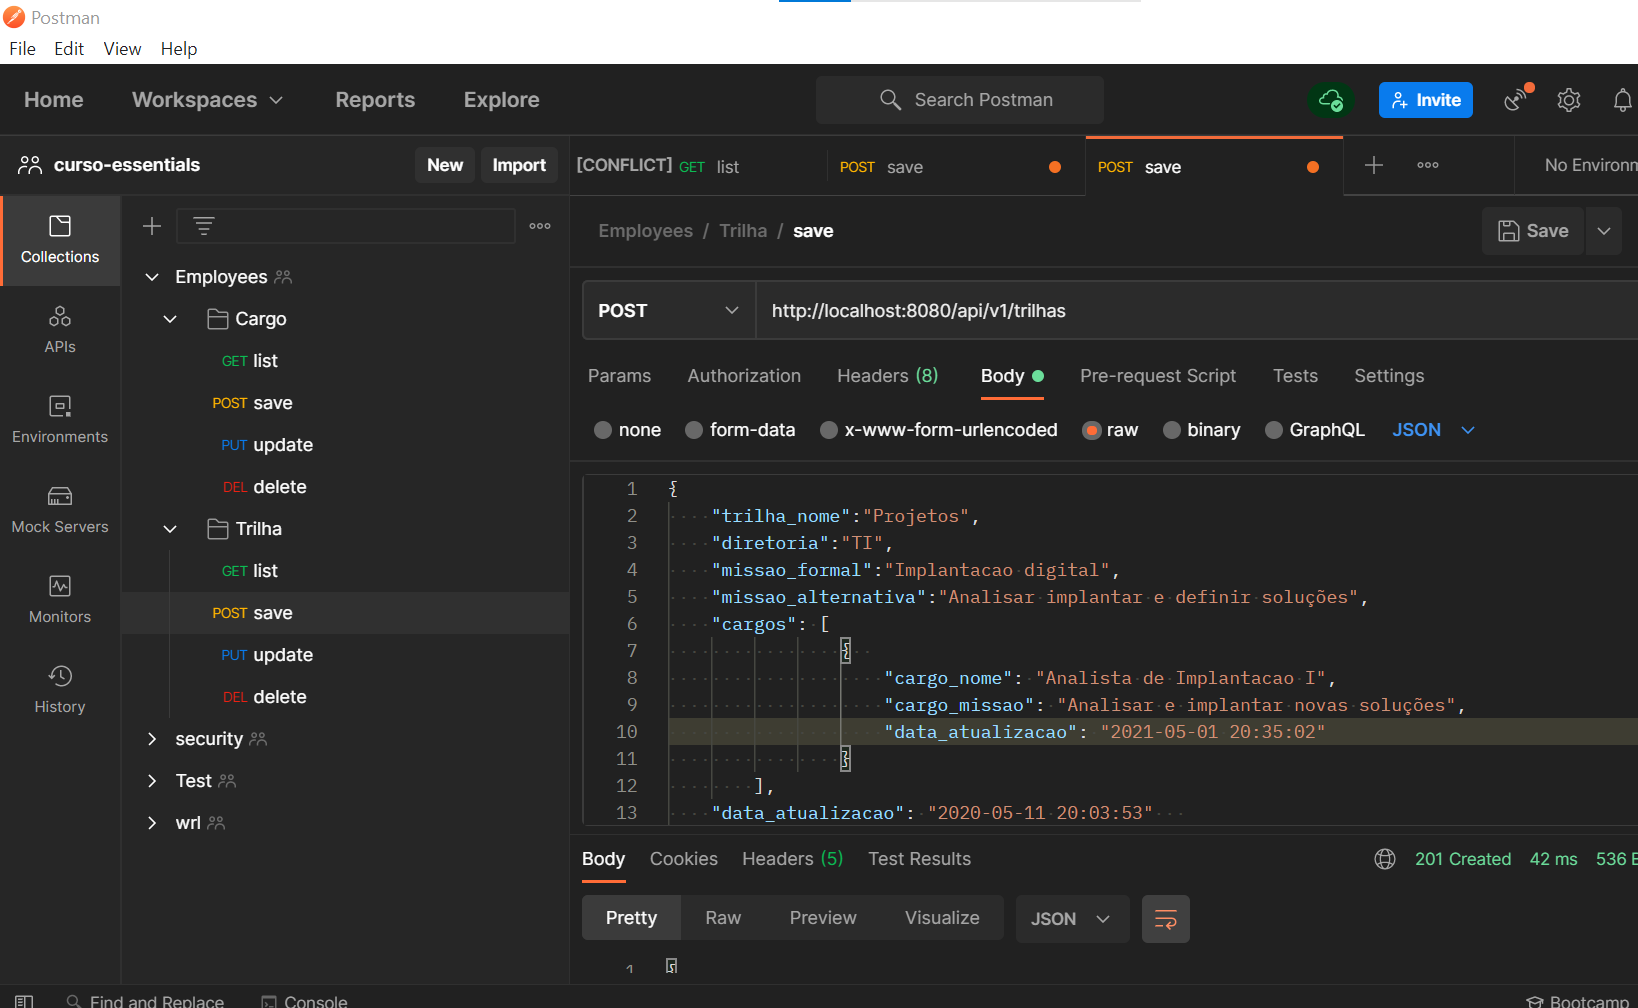 Postman
File Edit View Help
Home Workspaces Reports Explore Search Postman Invite
curso-essentials New Import [CONFLICT] GET list POST save POST save No Environm
Collections
APIs
Environments
Mock Servers
Monitors
History
Employees
Cargo
GET list
POST save
PUT update
DEL delete
Trilha
GET list
POST save
PUT update
DEL delete
security
Test
wrl
Employees / Trilha / save Save
POST http://localhost:8080/api/v1/trilhas
Params Authorization Headers (8) Body Pre-request Script Tests Settings
none form-data x-www-form-urlencoded raw binary GraphQL JSON
1 {
2 "trilha_nome":"Projetos",
3 "diretoria":"TI",
4 "missao_formal":"Implantacao digital",
5 "missao_alternativa":"Analisar implantar e definir soluções",
6 "cargos": [
7 {
8 "cargo_nome": "Analista de Implantacao I",
9 "cargo_missao": "Analisar e implantar novas soluções",
10 "data_atualizacao": "2021-05-01 20:35:02"
11 }
12 ],
13 "data_atualizacao": "2020-05-11 20:03:53"
Body Cookies Headers (5) Test Results 201 Created 42 ms 536
Pretty Raw Preview Visualize JSON
1 {
Find and Replace Console Bootcamp